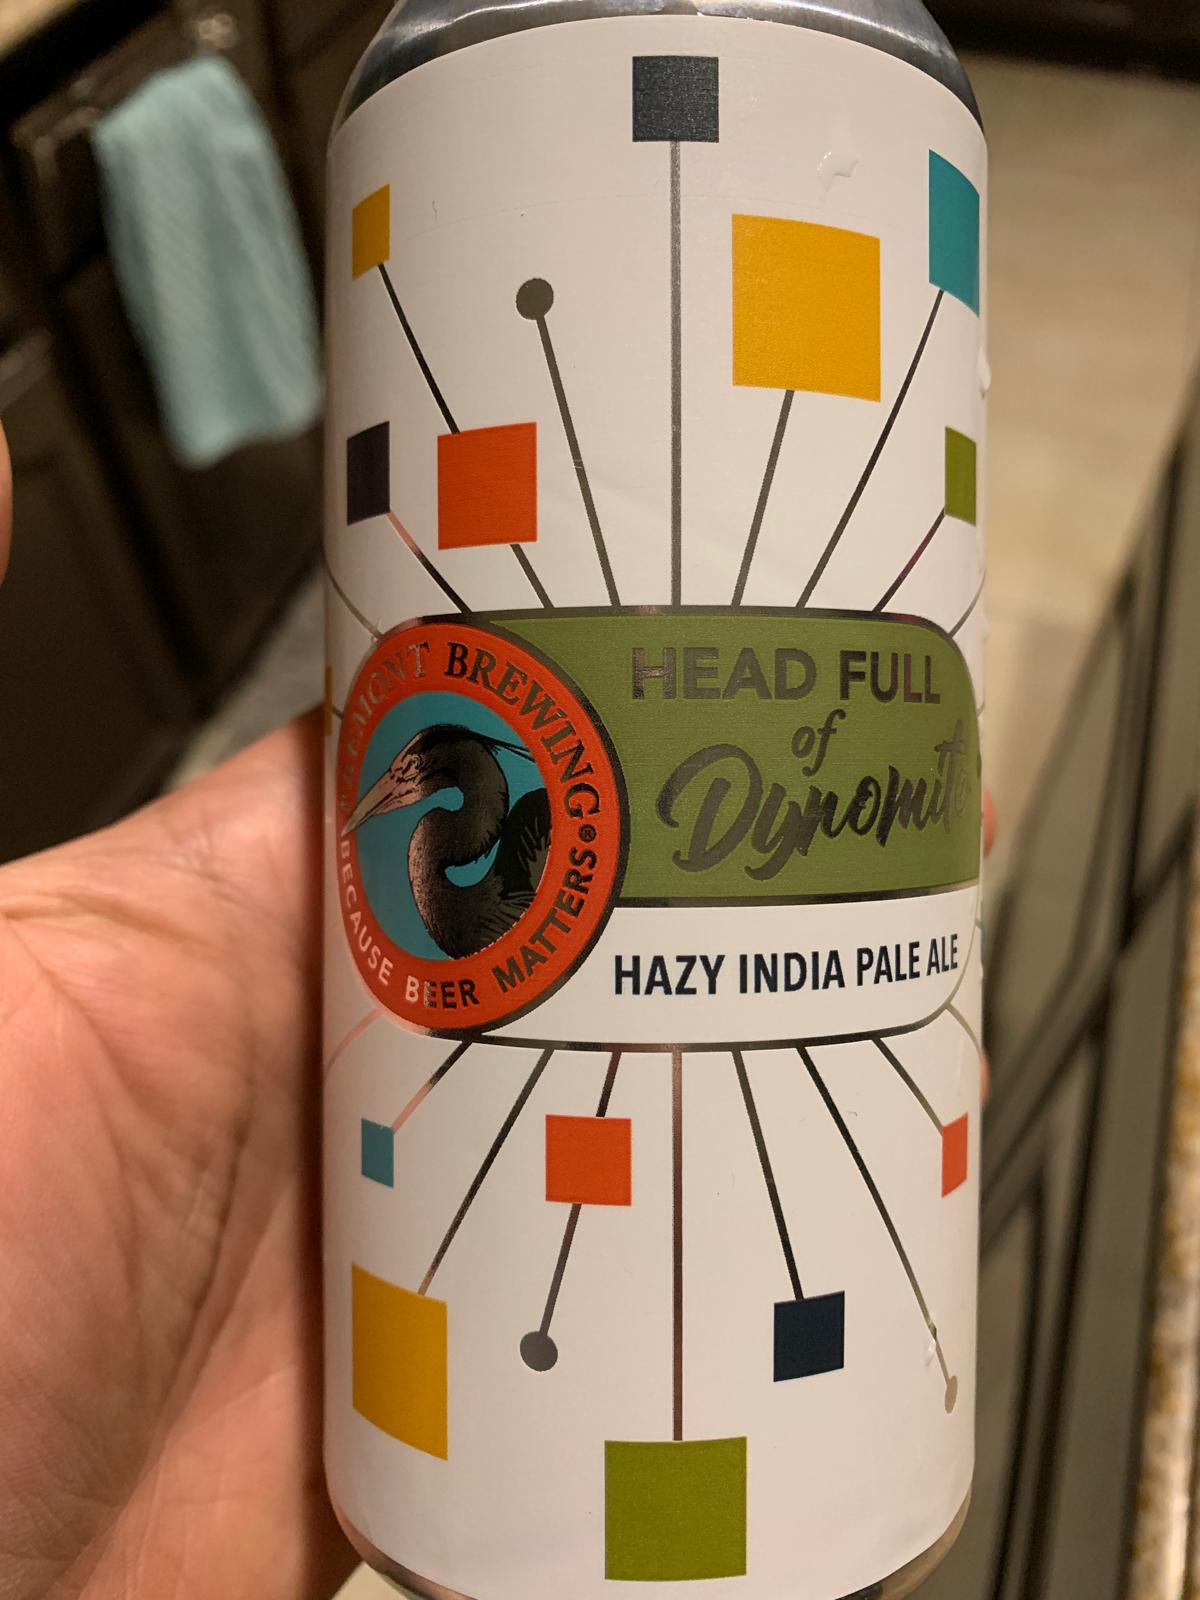 BREWING®
BECAUSE BEER MATTERS
HEAD FULL
of
Dynomite
HAZY INDIA PALE ALE